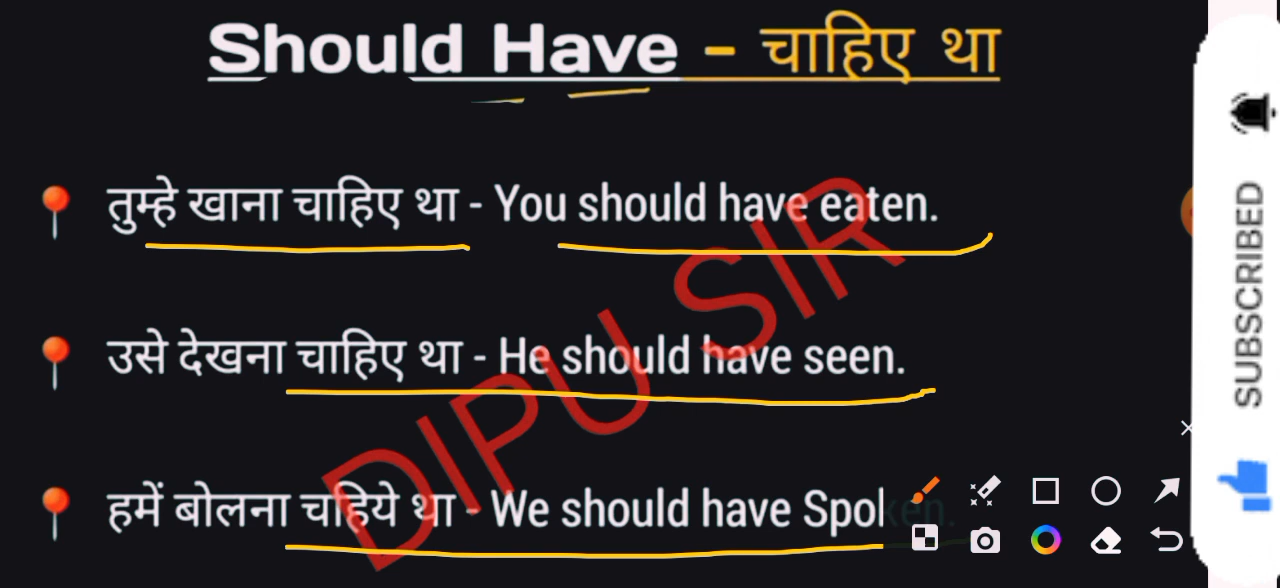 Should Have - चाहिए था
तुम्हे खाना चाहिए था - You should have eaten.
उसे देखना चाहिए था - He should have seen.
हमें बोलना चहिये था - We should have Spoken.
DIPU SIR
SUBSCRIBED